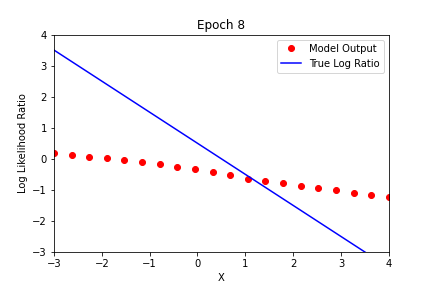 Epoch 8
Model Output
True Log Ratio
Log Likelihood Ratio
4
3
2
1
0
−1
−2
−3
−3 −2 −1 0 1 2 3 4
X